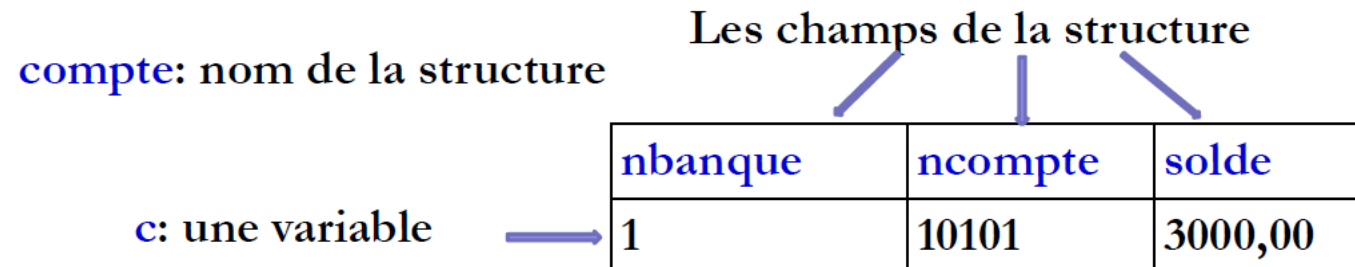 Les champs de la structure
compte: nom de la structure
nbanque ncompte solde
c: une variable 1 10101 3000,00